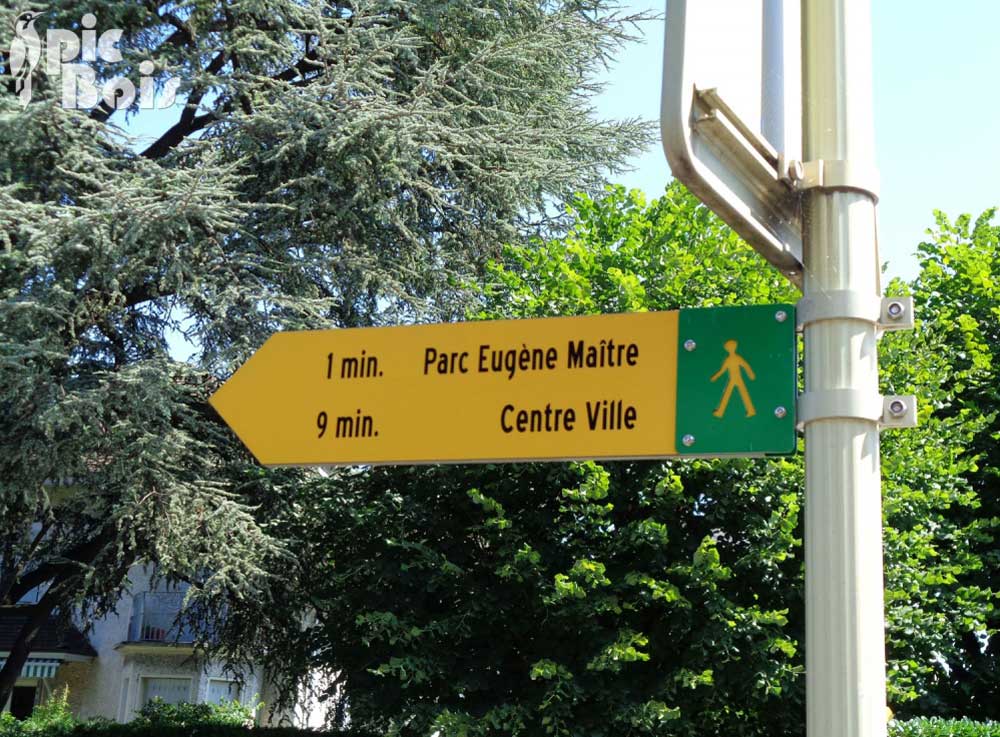 Pic
Bois
1 min. Parc Eugène Maître
9 min. Centre Ville